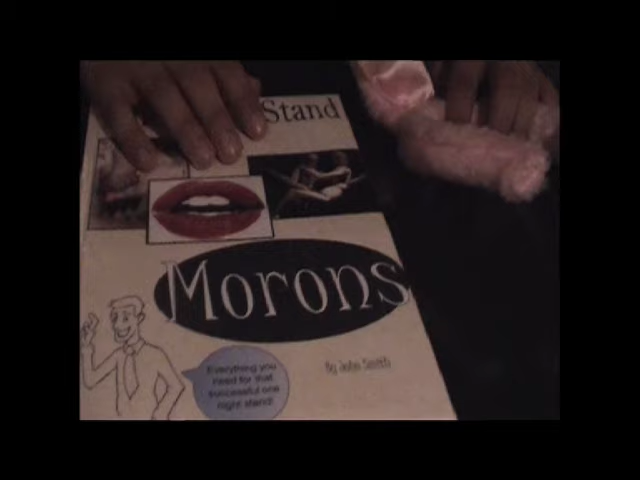 Stand
Morons
By John Smith
Everything you
need for that
successful one
night stand!